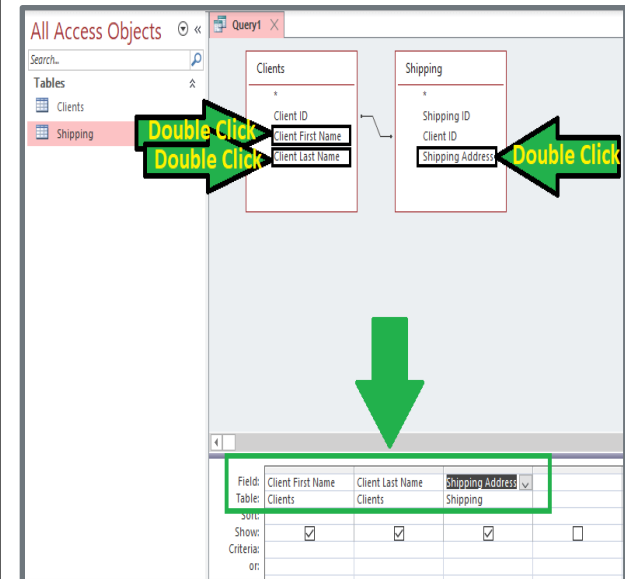 All Access Objects
«
Query1
Search...
Tables
Clients
Shipping
Clients
*
Client ID
Client First Name
Client Last Name
Shipping
*
Shipping ID
Client ID
Shipping Address
Double Click
Double Click
Double Click
Field: Client First Name Client Last Name Shipping Address
Table: Clients Clients Shipping
Sort:
Show:
Criteria:
or: